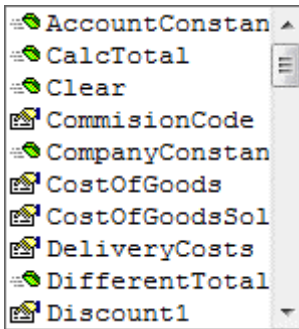 AccountConstan
CalcTotal
Clear
CommisionCode
CompanyConstan
CostOfGoods
CostOfGoodsSol
DeliveryCosts
DifferentTotal
Discount1